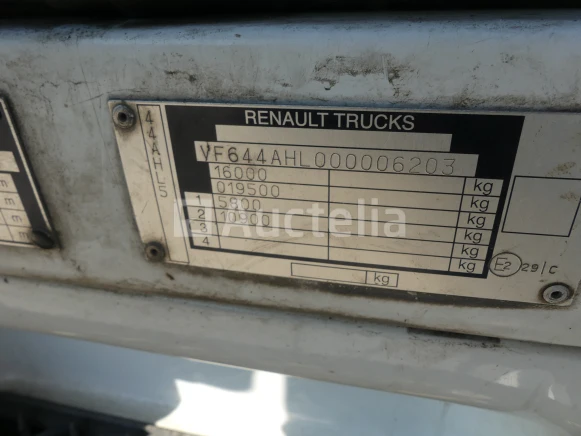 RENAULT TRUCKS
44AHL5
VF644AHL000006203
16000 kg
019500 kg
1 5800 kg
2 10800 kg
3 kg
4 kg
kg
E2 29/C
Auctelia
m
m
m